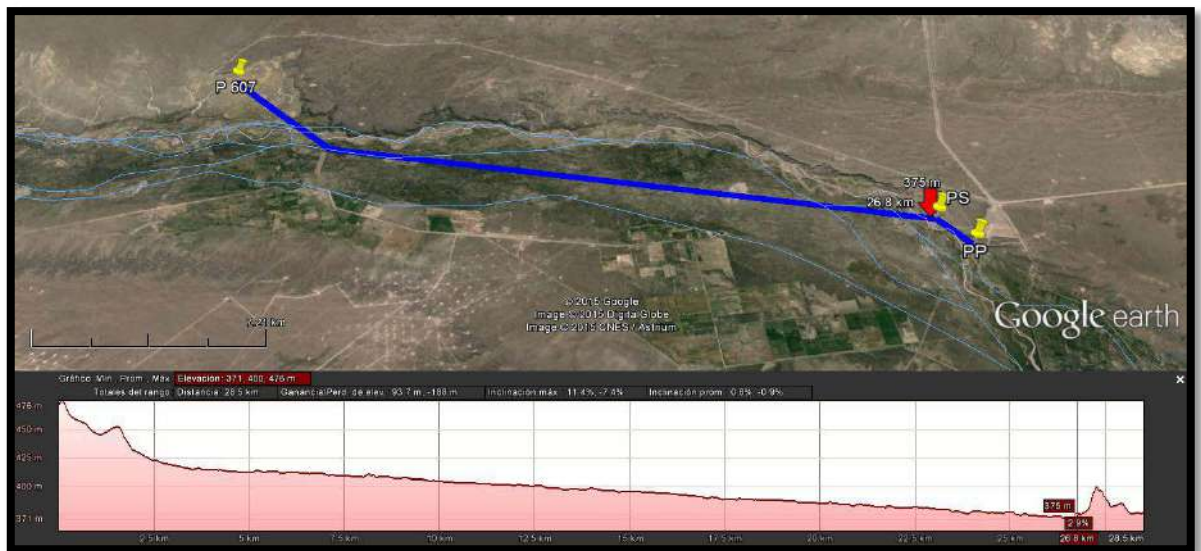 P 607
375 m
26.8 km
PS
PP
© 2015 Google
Image © 2015 DigitalGlobe
Image © 2015 CNES / Astrium
Google earth
Gráfico: Mín., Prom., Máx. Elevación: 371, 400, 476 m
Totales del rango: Distancia: 28.5 km Ganancia/Pérd. de elev.: 93.7 m, -188 m Inclinación máx.: 11.4%, -7.4% Inclinación prom.: 0.8%, -0.9%
476 m
450 m
425 m
400 m
371 m
375 m
2.9%
2.5 km 5 km 7.5 km 10 km 12.5 km 15 km 17.5 km 20 km 22.5 km 25 km 26.8 km 28.5 km